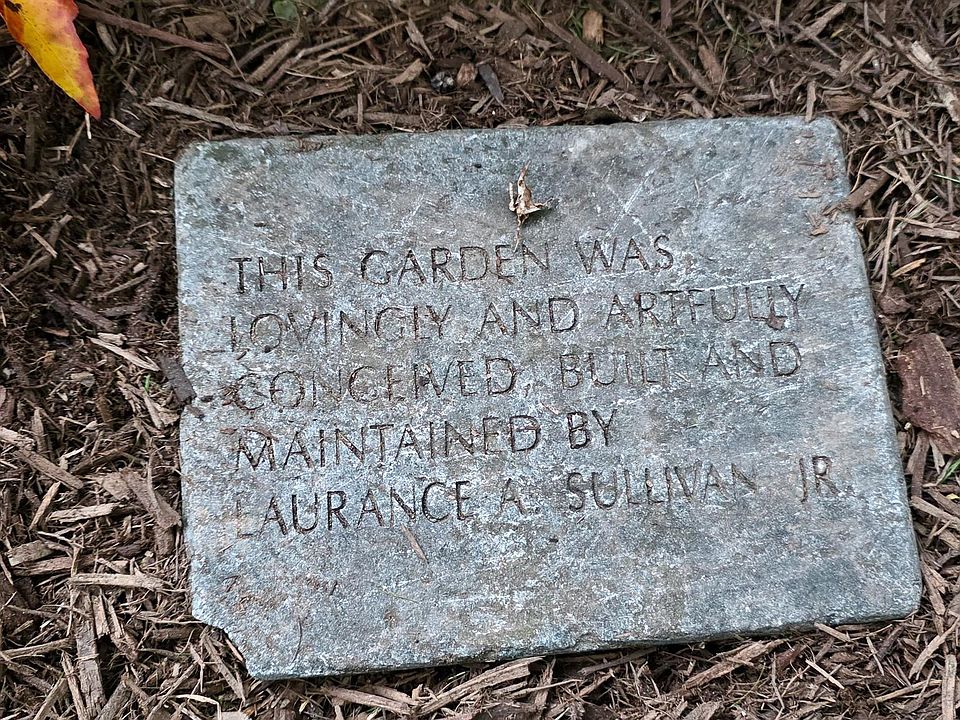 THIS GARDEN WAS
LOVINGLY AND ARTFULLY
CONCEIVED, BUILT AND
MAINTAINED BY
LAURANCE A. SULLIVAN JR.